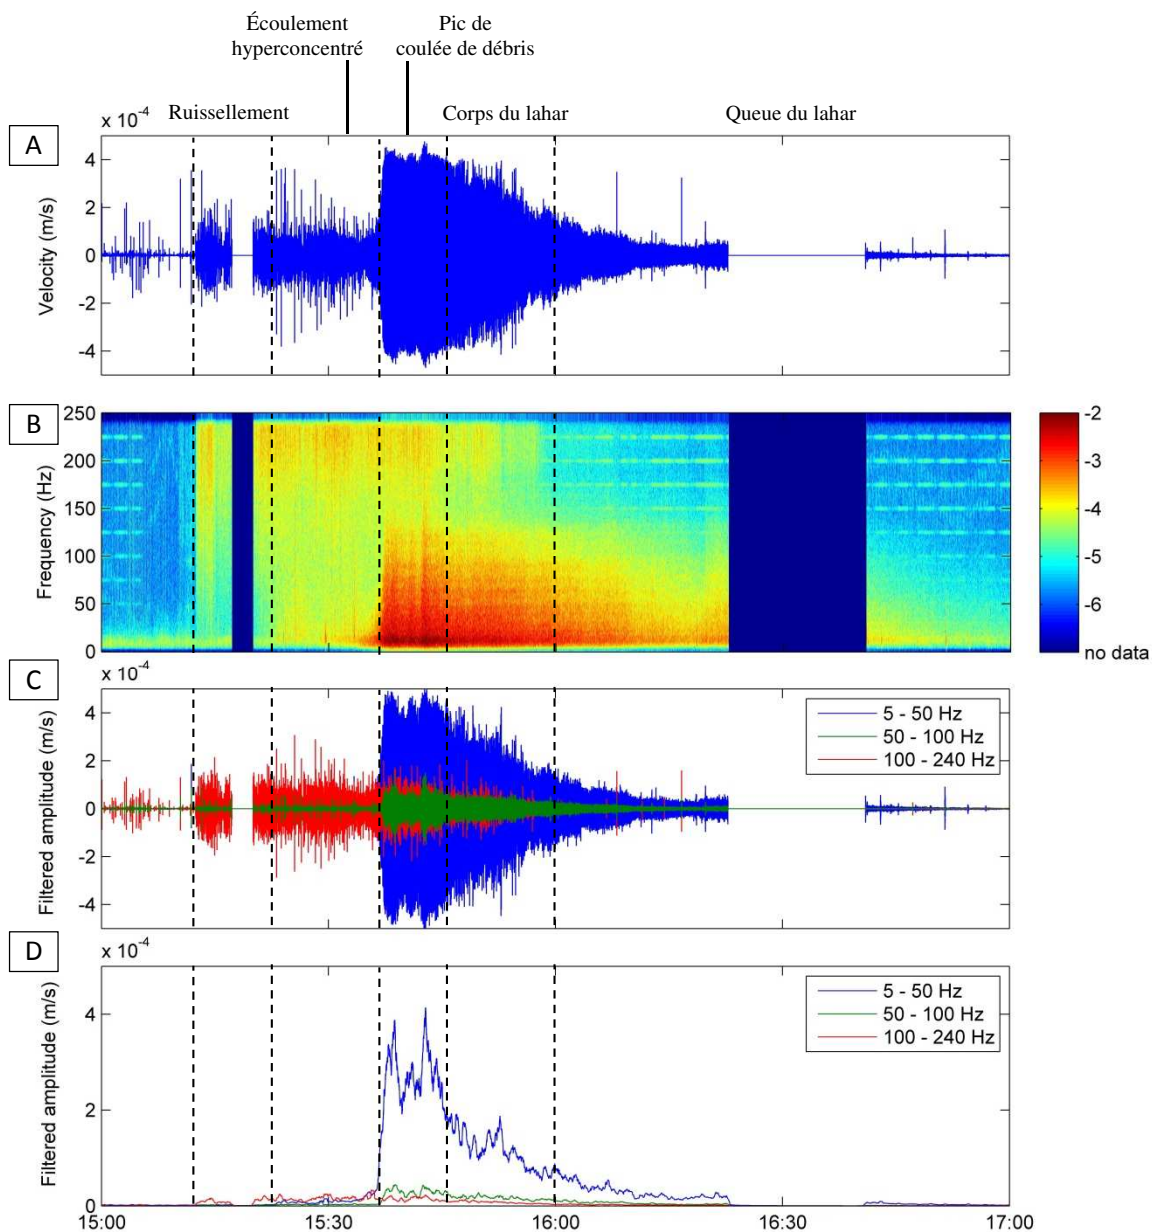 Écoulement
hyperconcentré
Pic de
coulée de débris
Ruissellement
Corps du lahar
Queue du lahar
A
x 10-4
Velocity (m/s)
4
2
0
-2
-4
B
Frequency (Hz)
250
200
150
100
50
0
-2
-3
-4
-5
-6
no data
C
x 10-4
Filtered amplitude (m/s)
4
2
0
-2
-4
5 - 50 Hz
50 - 100 Hz
100 - 240 Hz
D
x 10-4
Filtered amplitude (m/s)
4
2
0
5 - 50 Hz
50 - 100 Hz
100 - 240 Hz
15:00 15:30 16:00 16:30 17:00